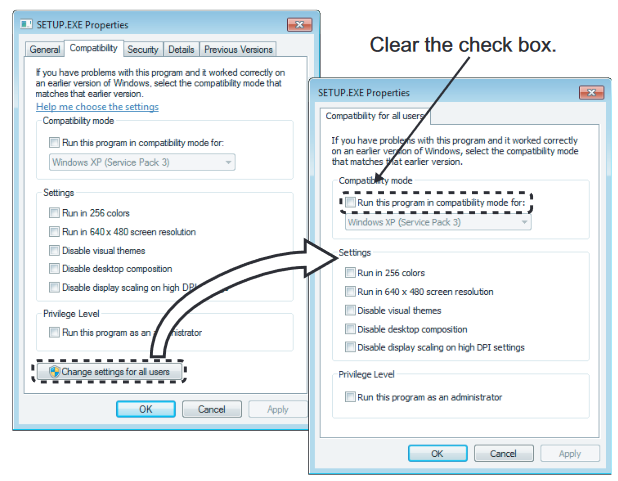 SETUP.EXE Properties
General Compatibility Security Details Previous Versions
If you have problems with this program and it worked correctly on
an earlier version of Windows, select the compatibility mode that
matches that earlier version.
Help me choose the settings
Compatibility mode
Run this program in compatibility mode for:
Windows XP (Service Pack 3)
Settings
Run in 256 colors
Run in 640 x 480 screen resolution
Disable visual themes
Disable desktop composition
Disable display scaling on high DPI
Privilege Level
Run this program as an administrator
Change settings for all users
OK Cancel Apply
Clear the check box.
SETUP.EXE Properties
Compatibility for all users
If you have problems with this program and it worked correctly
on an earlier version of Windows, select the compatibility mode
that matches that earlier version.
Compatibility mode
Run this program in compatibility mode for:
Windows XP (Service Pack 3)
Settings
Run in 256 colors
Run in 640 x 480 screen resolution
Disable visual themes
Disable desktop composition
Disable display scaling on high DPI settings
Privilege Level
Run this program as an administrator
OK Cancel Apply